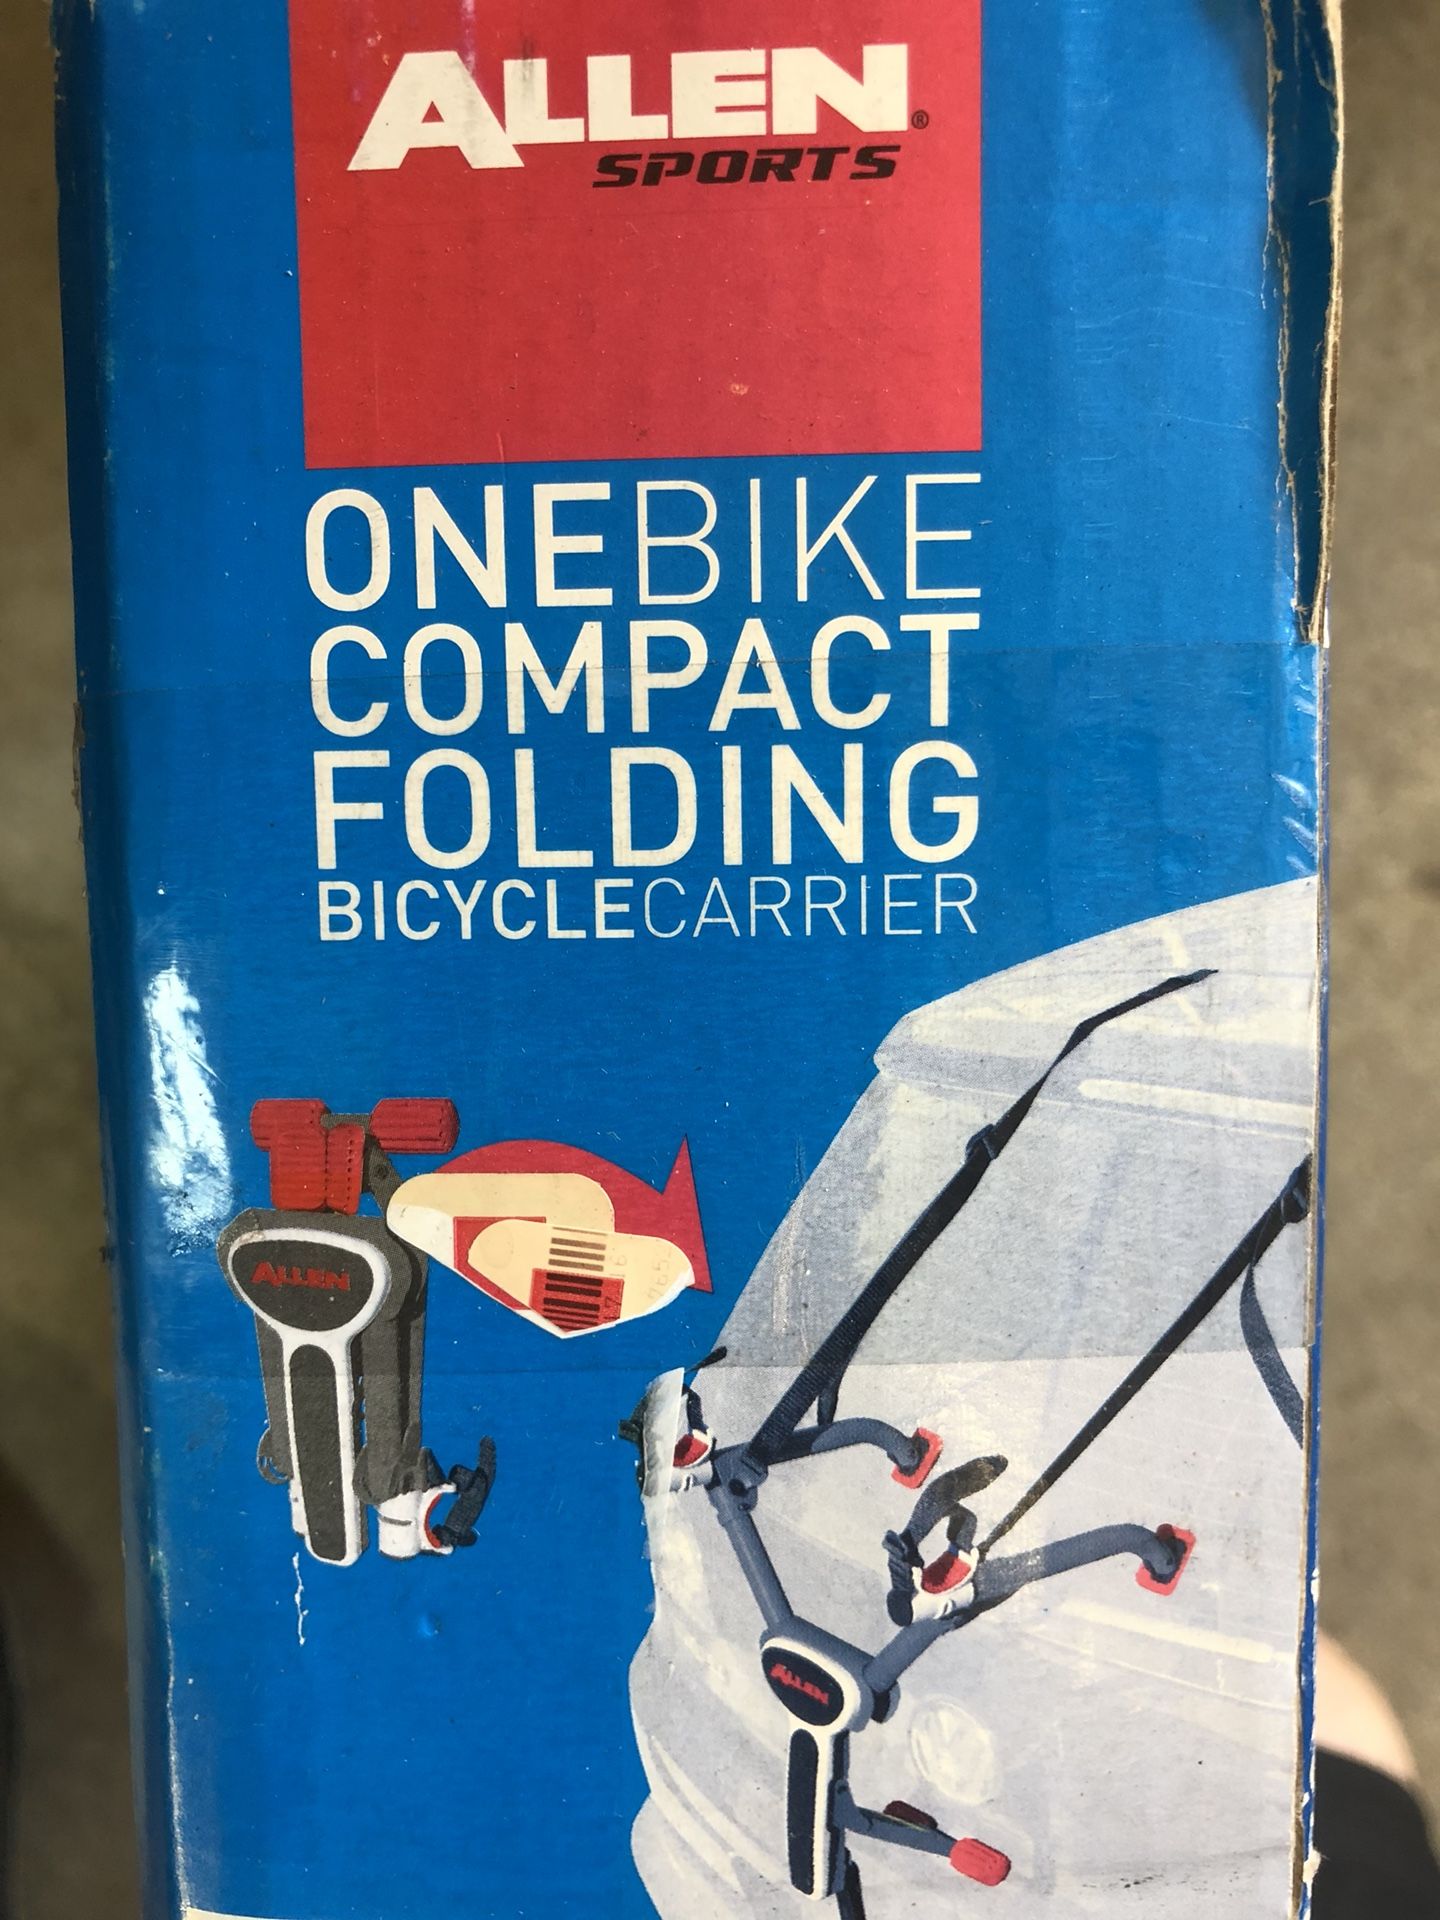 ALLEN®
SPORTS
ONEBIKE
COMPACT
FOLDING
BICYCLECARRIER
ALLEN
ALLEN